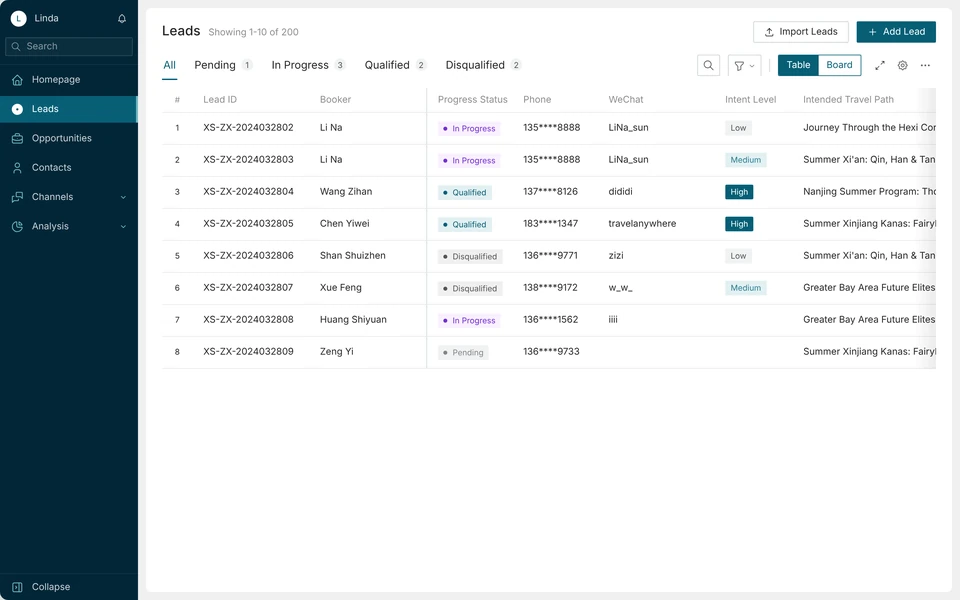 L Linda
Search
Homepage
Leads
Opportunities
Contacts
Channels
Analysis
Collapse
Leads Showing 1-10 of 200
Import Leads
+ Add Lead
All Pending 1 In Progress 3 Qualified 2 Disqualified 2
Table Board
# Lead ID Booker Progress Status Phone WeChat Intent Level Intended Travel Path
1 XS-ZX-2024032802 Li Na In Progress 135****8888 LiNa_sun Low Journey Through the Hexi Cor
2 XS-ZX-2024032803 Li Na In Progress 135****8888 LiNa_sun Medium Summer Xi'an: Qin, Han & Tan
3 XS-ZX-2024032804 Wang Zihan Qualified 137****8126 dididi High Nanjing Summer Program: Tho
4 XS-ZX-2024032805 Chen Yiwei Qualified 183****1347 travelanywhere High Summer Xinjiang Kanas: Fairyl
5 XS-ZX-2024032806 Shan Shuizhen Disqualified 136****9771 zizi Low Summer Xi'an: Qin, Han & Tan
6 XS-ZX-2024032807 Xue Feng Disqualified 138****9172 w_w_ Medium Greater Bay Area Future Elites
7 XS-ZX-2024032808 Huang Shiyuan In Progress 136****1562 iiii Greater Bay Area Future Elites
8 XS-ZX-2024032809 Zeng Yi Pending 136****9733 Summer Xinjiang Kanas: Fairyl